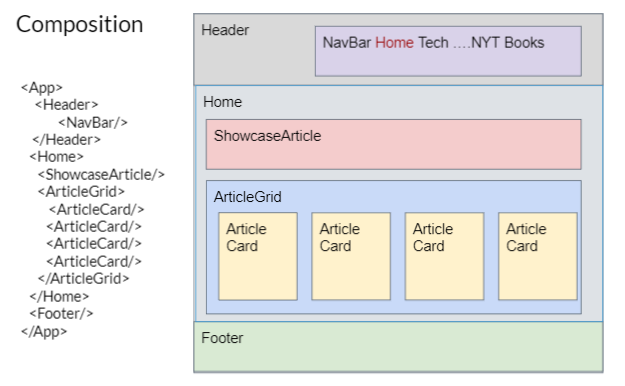 Composition
<App>
<Header>
<NavBar/>
</Header>
<Home>
<ShowcaseArticle/>
<ArticleGrid>
<ArticleCard/>
<ArticleCard/>
<ArticleCard/>
<ArticleCard/>
</ArticleGrid>
</Home>
<Footer/>
</App>
Header
NavBar Home Tech ....NYT Books
Home
ShowcaseArticle
ArticleGrid
Article
Card
Article
Card
Article
Card
Article
Card
Footer